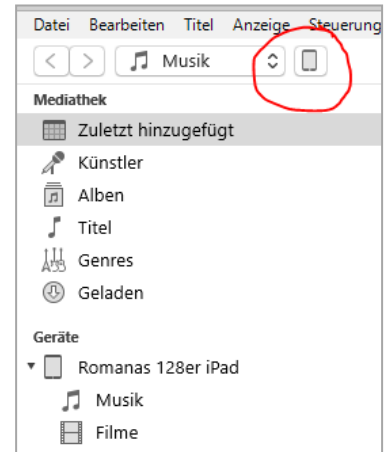 Datei Bearbeiten Titel Anzeige Steuerung
Musik
Mediathek
Zuletzt hinzugefügt
Künstler
Alben
Titel
Genres
Geladen
Geräte
Romanas 128er iPad
Musik
Filme